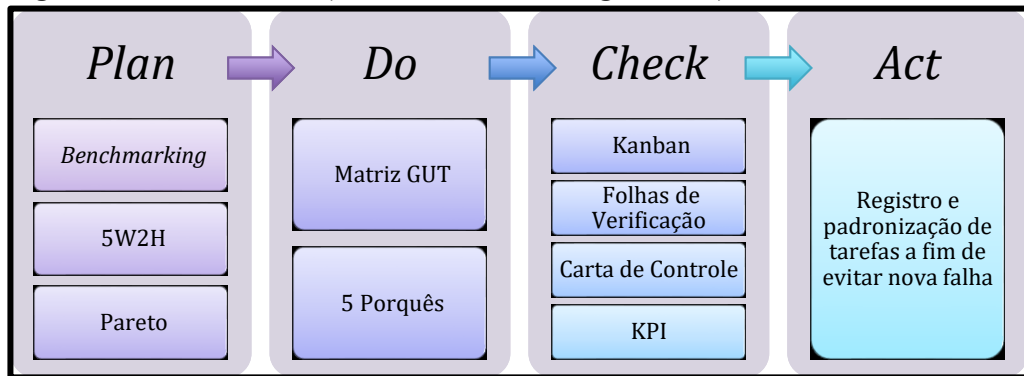 Plan
Do
Check
Act
Benchmarking
5W2H
Pareto
Matriz GUT
5 Porquês
Kanban
Folhas de
Verificação
Carta de Controle
KPI
Registro e
padronização de
tarefas a fim de
evitar nova falha